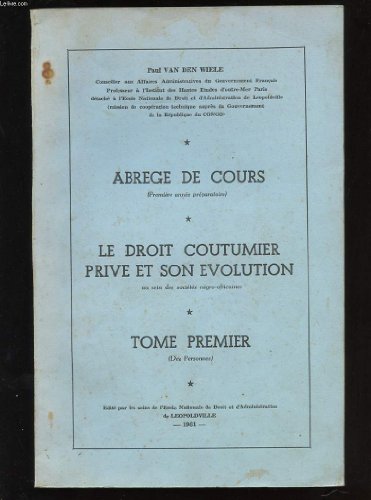 LeLivre.com
Paul VAN DEN WIELE
Conseiller aux Affaires Administratives du Gouvernement Français
Professeur à l'Institut des Hautes Etudes d'outre-Mer Paris
détaché à l'Ecole Nationale de Droit et d'Administration de Leopoldville
(mission de coopération technique auprès du Gouvernement
de la République du CONGO)
★
ABREGE DE COURS
(Première année préparatoire)
★
LE DROIT COUTUMIER
PRIVE ET SON EVOLUTION
au sein des sociétés négro-africaines
★
TOME PREMIER
(Des Personnes)
★
Edité par les soins de l'Ecole Nationale de Droit et d'Administration
de LEOPOLDVILLE
— 1961 —